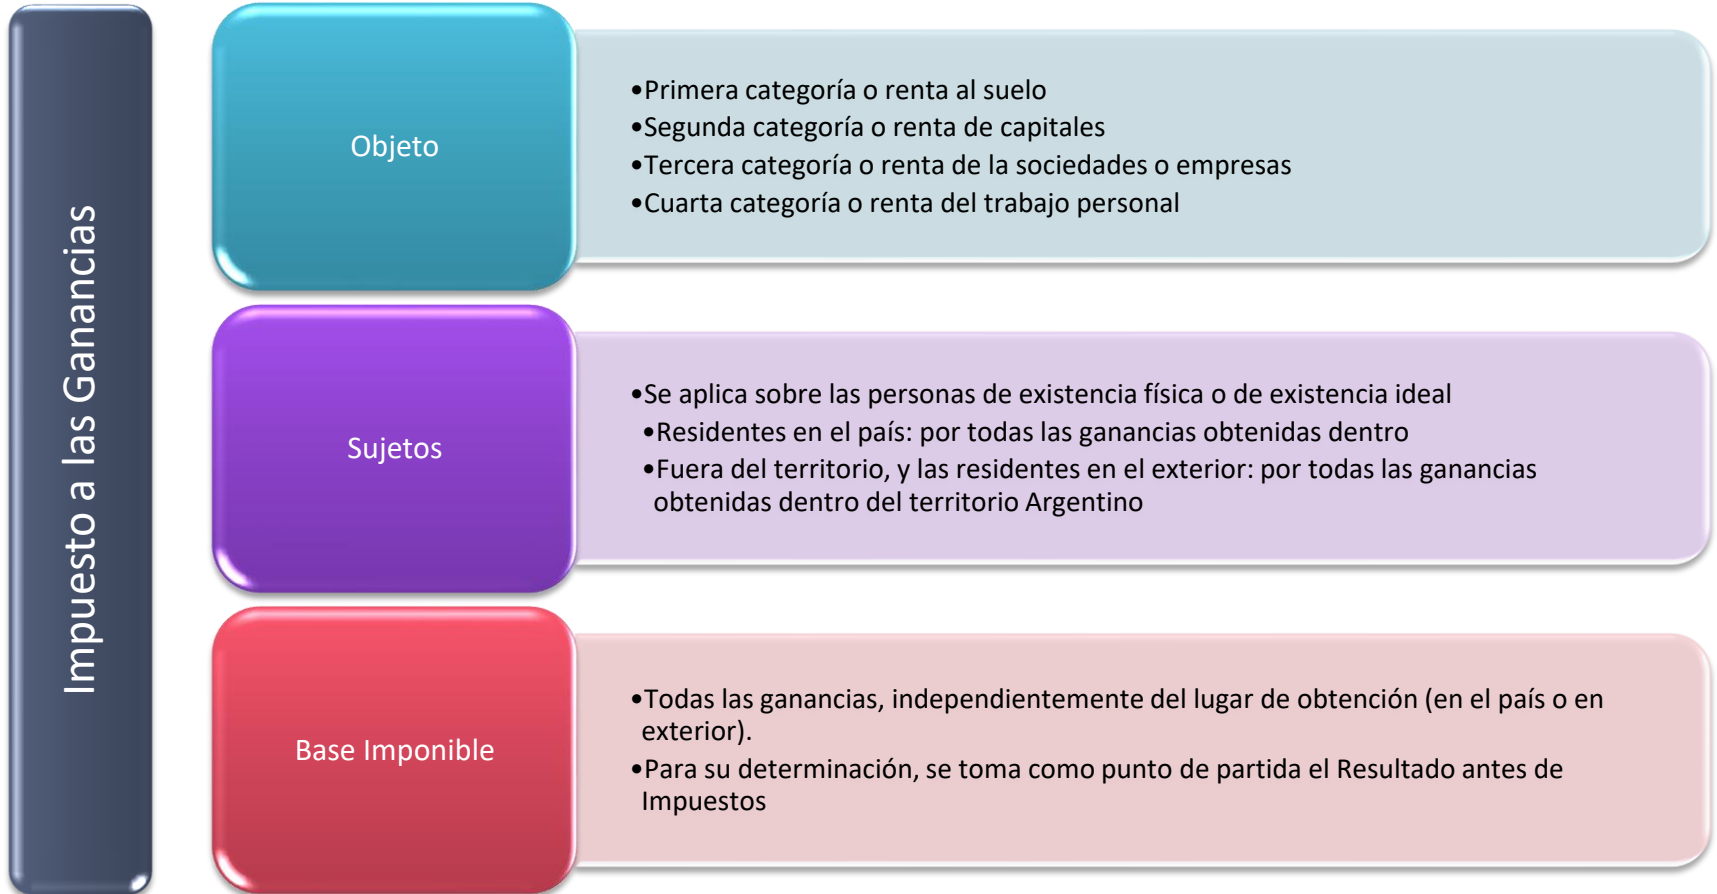 Impuesto a las Ganancias
Objeto
•Primera categoría o renta al suelo
•Segunda categoría o renta de capitales
•Tercera categoría o renta de la sociedades o empresas
•Cuarta categoría o renta del trabajo personal
Sujetos
•Se aplica sobre las personas de existencia física o de existencia ideal
•Residentes en el país: por todas las ganancias obtenidas dentro
•Fuera del territorio, y las residentes en el exterior: por todas las ganancias
obtenidas dentro del territorio Argentino
Base Imponible
•Todas las ganancias, independientemente del lugar de obtención (en el país o en
exterior).
•Para su determinación, se toma como punto de partida el Resultado antes de
Impuestos